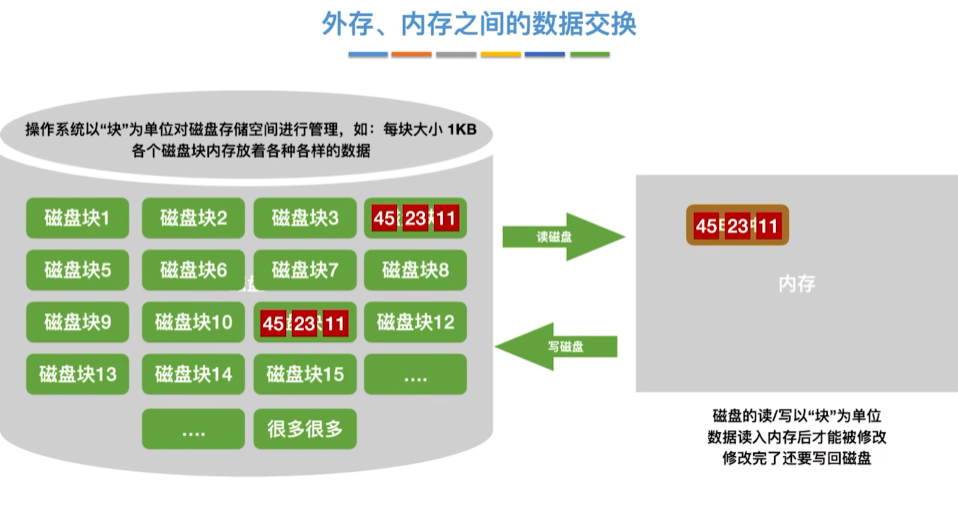 外存、内存之间的数据交换
操作系统以“块”为单位对磁盘存储空间进行管理，如：每块大小 1KB
各个磁盘块内存放着各种各样的数据
磁盘块1 磁盘块2 磁盘块3 45 23 11
磁盘块5 磁盘块6 磁盘块7 磁盘块8
磁盘块9 磁盘块10 45 23 11 磁盘块12
磁盘块13 磁盘块14 磁盘块15 ....
.... 很多很多
读磁盘
写磁盘
45 23 11
内存
磁盘的读/写以“块”为单位
数据读入内存后才能被修改
修改完了还要写回磁盘